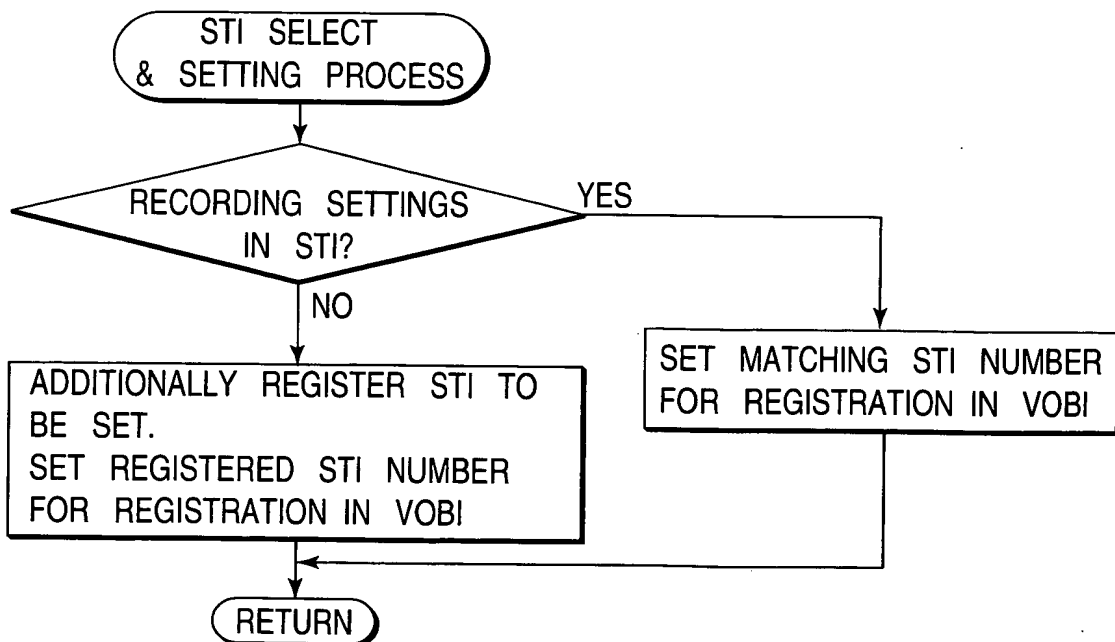 STI SELECT
& SETTING PROCESS
RECORDING SETTINGS
IN STI?
YES
NO
SET MATCHING STI NUMBER
FOR REGISTRATION IN VOBI
ADDITIONALLY REGISTER STI TO
BE SET.
SET REGISTERED STI NUMBER
FOR REGISTRATION IN VOBI
RETURN